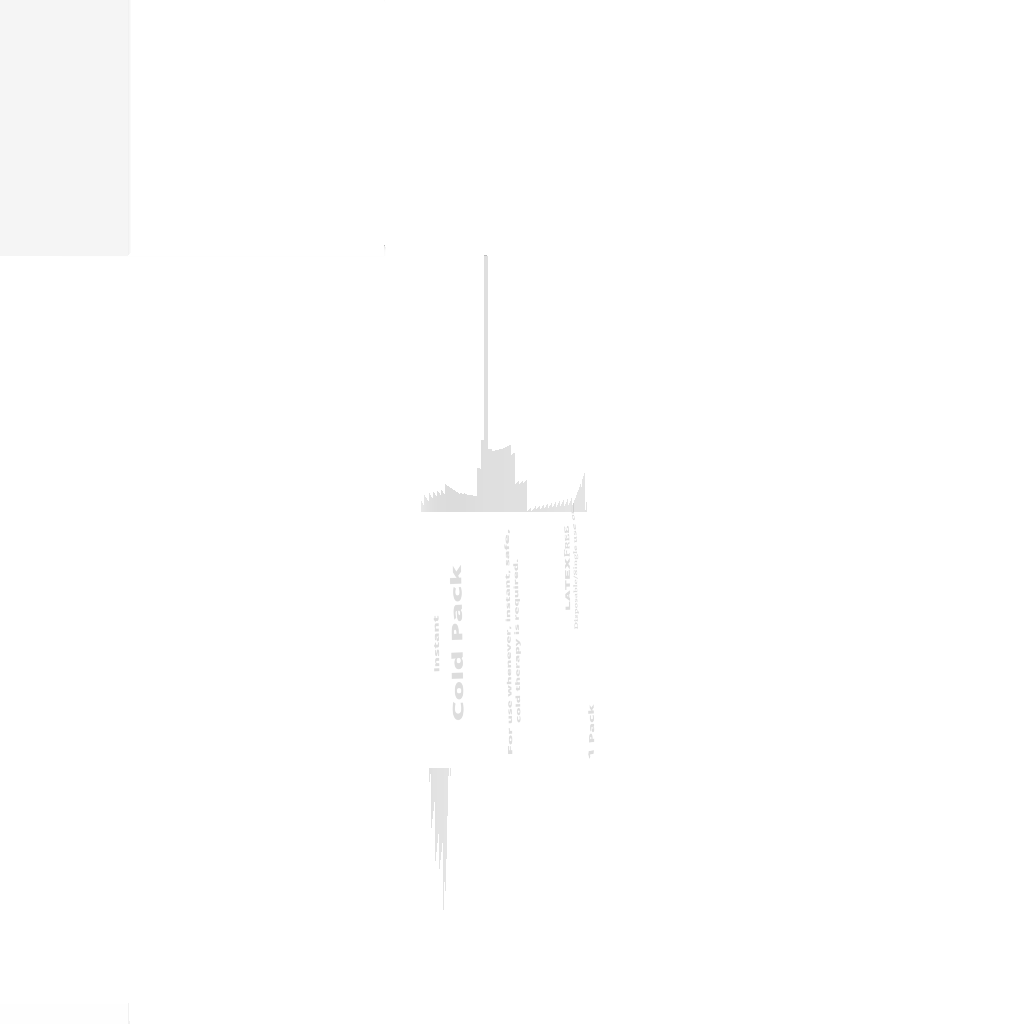 Instant
Cold Pack
For use whenever, instant, safe,
cold therapy is required.
LATEX FREE
Disposable/single use
1 Pack